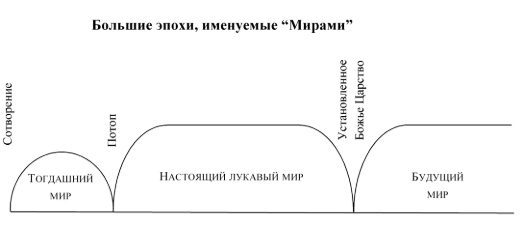 Большие эпохи, именуемые “Мирами”
Сотворение
Потоп
Установленное
Божье Царство
Тогдашний
мир
Настоящий лукавый мир
Будущий
мир